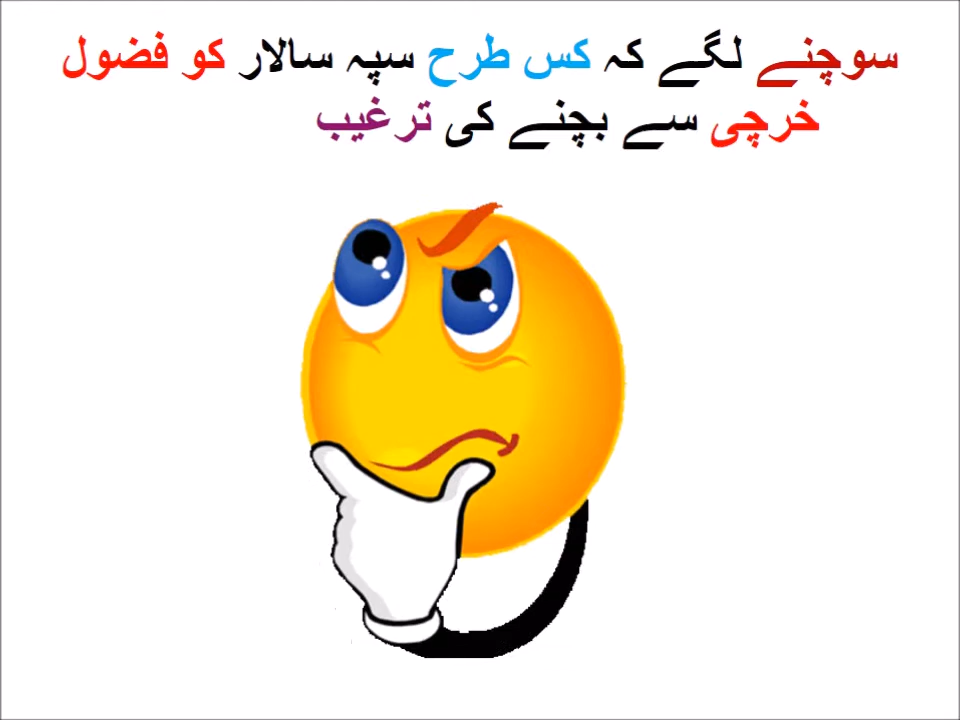 سوچنے لگے کہ کس طرح سپہ سالار کو فضول
خرچی سے بچنے کی ترغیب